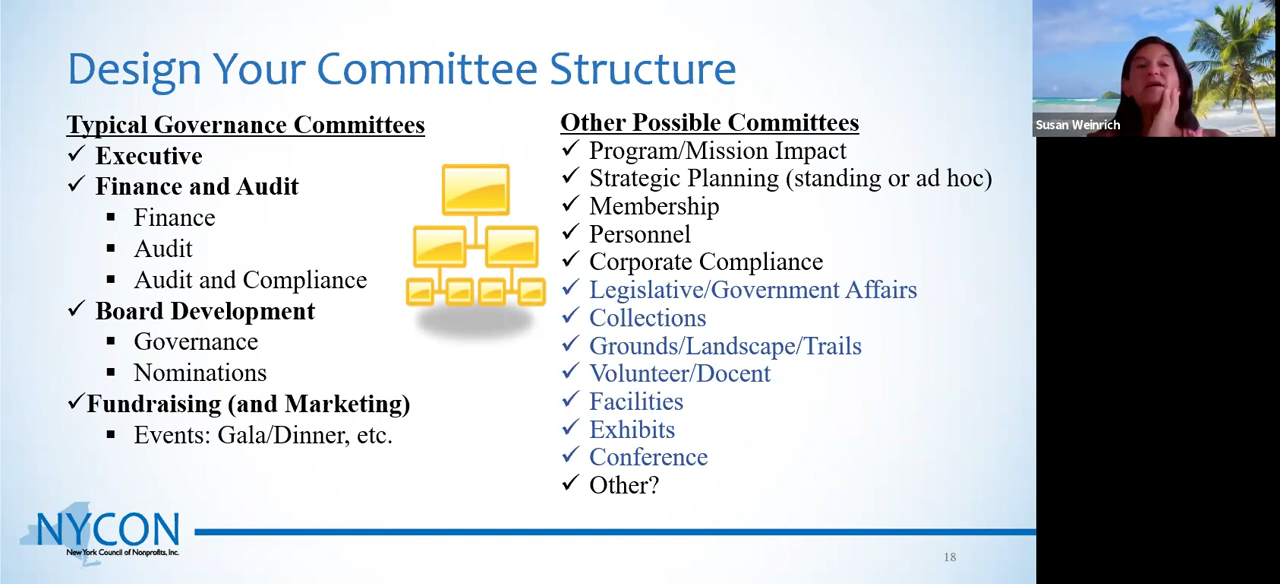 Design Your Committee Structure
Typical Governance Committees
✓ Executive
✓ Finance and Audit
▪ Finance
▪ Audit
▪ Audit and Compliance
✓ Board Development
▪ Governance
▪ Nominations
✓Fundraising (and Marketing)
▪ Events: Gala/Dinner, etc.
Other Possible Committees
✓ Program/Mission Impact
✓ Strategic Planning (standing or ad hoc)
✓ Membership
✓ Personnel
✓ Corporate Compliance
✓ Legislative/Government Affairs
✓ Collections
✓ Grounds/Landscape/Trails
✓ Volunteer/Docent
✓ Facilities
✓ Exhibits
✓ Conference
✓ Other?
NYCON
New York Council of Nonprofits, Inc.
18
Susan Weinrich